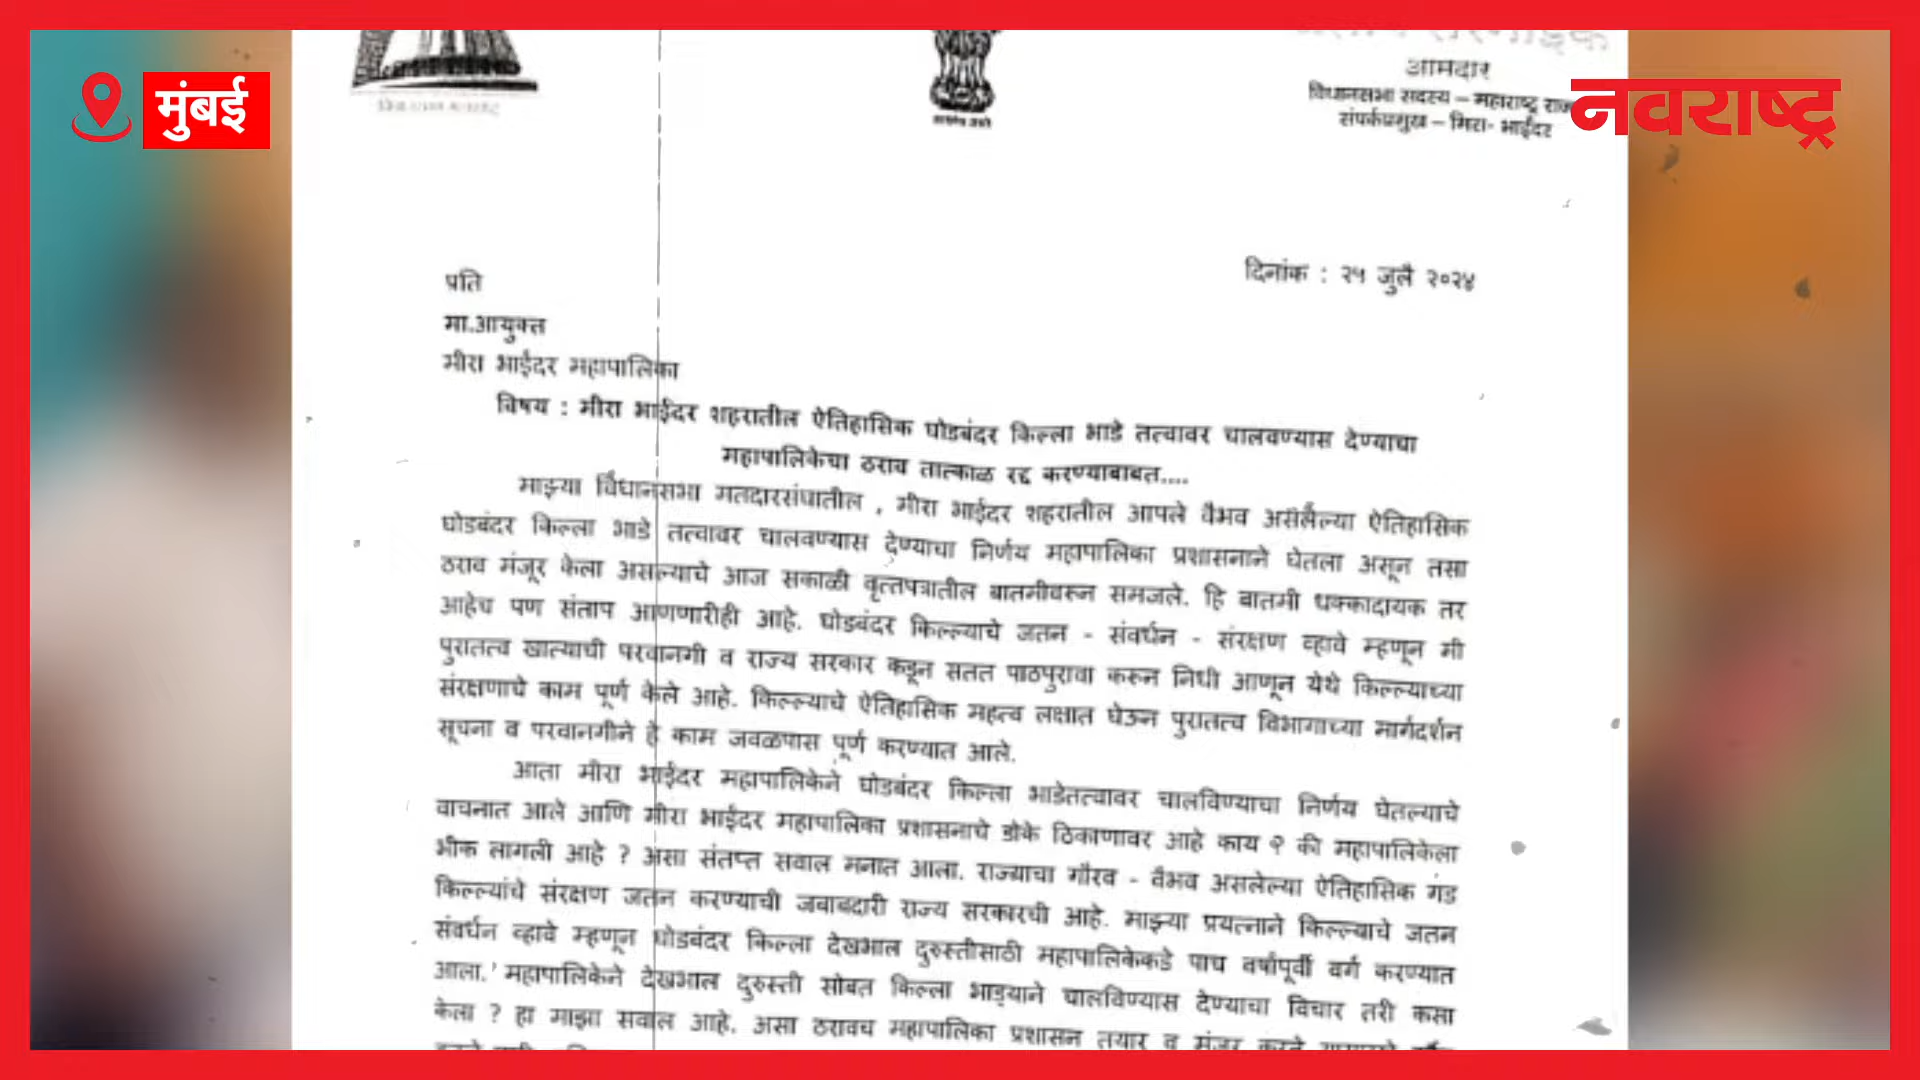 मुंबई
नवराष्ट्र
आमदार
विधानसभा सदस्य – महाराष्ट्र
संपर्कप्रमुख – मिरा- भाईंदर
दिनांक : २५ जुलै २०२४
प्रति
मा.आयुक्त
मीरा भाईंदर महापालिका
विषय : मीरा भाईंदर शहरातील ऐतिहासिक घोडबंदर किल्ला भाडे तत्वावर चालवण्यास देण्याचा
महापालिकेचा ठराव तात्काळ रद्द करण्याबाबत....
माझ्या विधानसभा मतदारसंघातील , मीरा भाईंदर शहरातील आपले वैभव असलेल्या ऐतिहासिक
घोडबंदर किल्ला भाडे तत्वावर चालवण्यास देण्याचा निर्णय महापालिका प्रशासनाने घेतला असून तसा
ठराव मंजूर केला असल्याचे आज सकाळी वृत्तपत्रातील बातमीवरून समजले. हि बातमी धक्कादायक तर
आहेच पण संताप आणणारीही आहे. घोडबंदर किल्ल्याचे जतन - संवर्धन - संरक्षण व्हावे म्हणून मी
पुरातत्व खात्याची परवानगी व राज्य सरकार कडून सतत पाठपुरावा करून निधी आणून येथे किल्ल्याच्या
संरक्षणाचे काम पूर्ण केले आहे. किल्ल्याचे ऐतिहासिक महत्व लक्षात घेऊन पुरातत्व विभागाच्या मार्गदर्शन
सूचना व परवानगीने हे काम जवळपास पूर्ण करण्यात आले.
आता मीरा भाईंदर महापालिकेने घोडबंदर किल्ला भाडेतत्वावर चालविण्याचा निर्णय घेतल्याचे
वाचनात आले आणि मीरा भाईंदर महापालिका प्रशासनाचे डोके ठिकाणावर आहे काय ? की महापालिकेला
भीक लागली आहे ? असा संतप्त सवाल मनात आला. राज्याचा गौरव - वैभव असलेल्या ऐतिहासिक गड
किल्ल्यांचे संरक्षण जतन करण्याची जबाबदारी राज्य सरकारची आहे. माझ्या प्रयत्नाने किल्ल्याचे जतन
संवर्धन व्हावे म्हणून घोडबंदर किल्ला देखभाल दुरुस्तीसाठी महापालिकेकडे पाच वर्षांपूर्वी वर्ग करण्यात
आला. महापालिकेने देखभाल दुरुस्ती सोबत किल्ला भाड्याने चालविण्यास देण्याचा विचार तरी कसा
केला ? हा माझा सवाल आहे. असा ठरावच महापालिका प्रशासन तयार व मंजूर करते